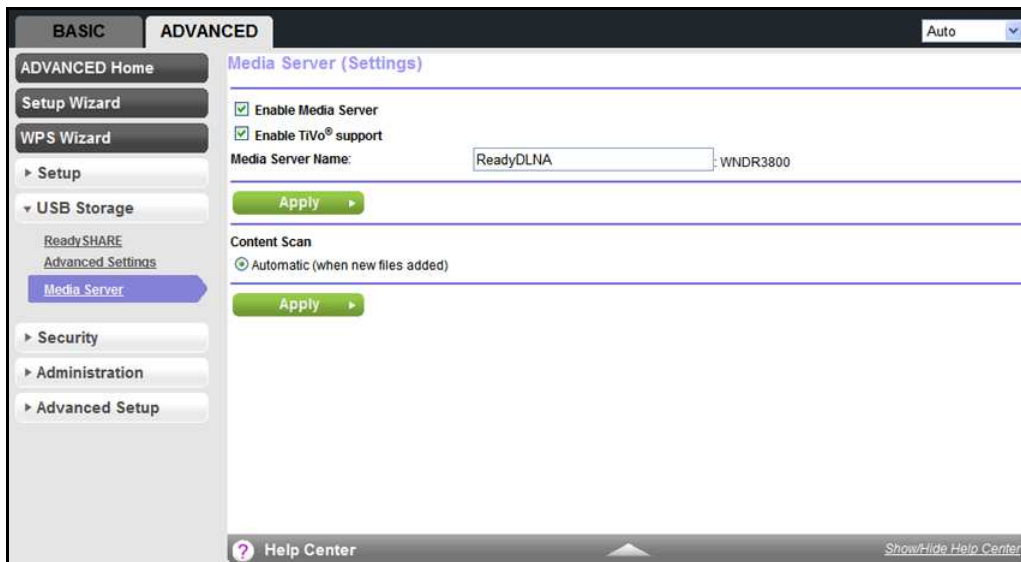 BASIC
ADVANCED
Auto
ADVANCED Home
Setup Wizard
WPS Wizard
Setup
USB Storage
ReadySHARE
Advanced Settings
Media Server
Security
Administration
Advanced Setup
Media Server (Settings)
Enable Media Server
Enable TiVo® support
Media Server Name: ReadyDLNA : WNDR3800
Apply
Content Scan
Automatic (when new files added)
Apply
? Help Center
Show/Hide Help Center